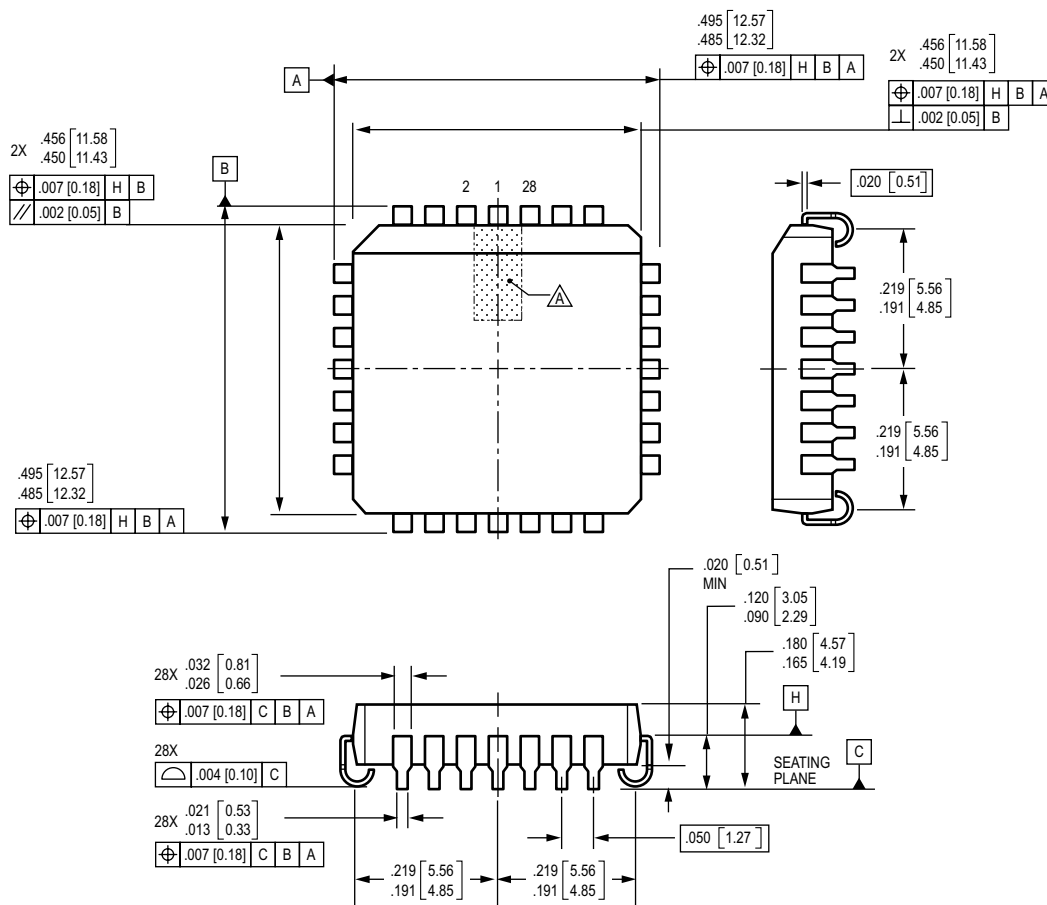 .495 [12.57]
.485 [12.32]
⌖ .007 [0.18] H B A
2X .456 [11.58]
.450 [11.43]
⌖ .007 [0.18] H B A
⊥ .002 [0.05] B
A
2X .456 [11.58]
.450 [11.43]
⌖ .007 [0.18] H B
// .002 [0.05] B
B
2 1 28
.020 [0.51]
A
.219 [5.56]
.191 [4.85]
.219 [5.56]
.191 [4.85]
.495 [12.57]
.485 [12.32]
⌖ .007 [0.18] H B A
.020 [0.51]
MIN
.120 [3.05]
.090 [2.29]
.180 [4.57]
.165 [4.19]
28X .032 [0.81]
.026 [0.66]
⌖ .007 [0.18] C B A
H
28X
⌓ .004 [0.10] C
SEATING
PLANE
C
28X .021 [0.53]
.013 [0.33]
⌖ .007 [0.18] C B A
.050 [1.27]
.219 [5.56]
.191 [4.85]
.219 [5.56]
.191 [4.85]